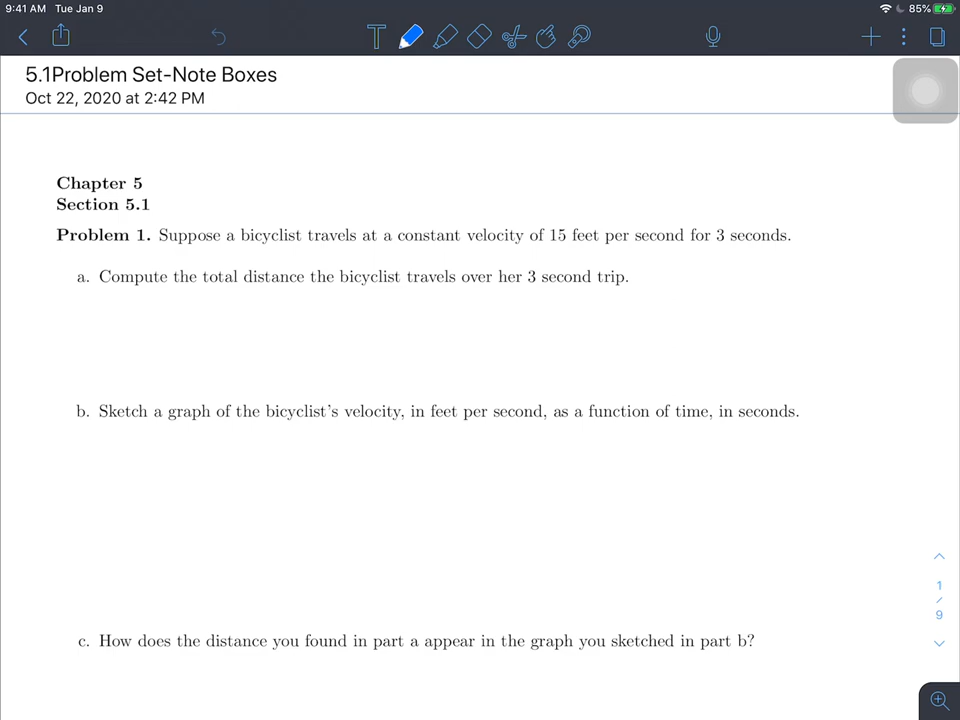 9:41 AM Tue Jan 9
85%
5.1Problem Set-Note Boxes
Oct 22, 2020 at 2:42 PM
Chapter 5
Section 5.1
Problem 1. Suppose a bicyclist travels at a constant velocity of 15 feet per second for 3 seconds.
a. Compute the total distance the bicyclist travels over her 3 second trip.
b. Sketch a graph of the bicyclist's velocity, in feet per second, as a function of time, in seconds.
1
/
9
c. How does the distance you found in part a appear in the graph you sketched in part b?